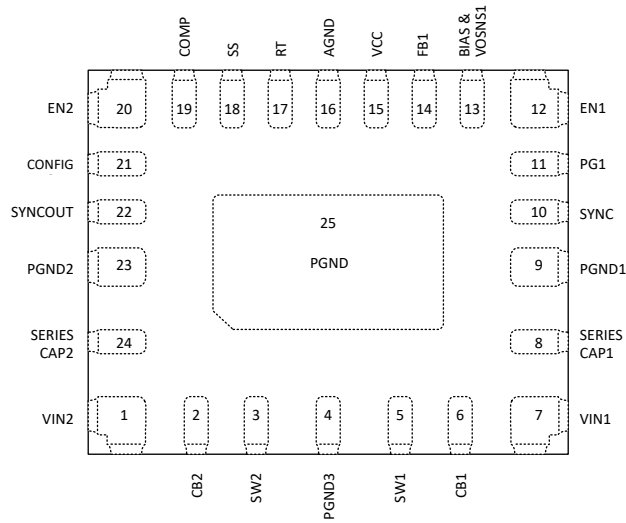 COMP
SS
RT
AGND
VCC
FB1
BIAS &
VOSNS1
EN2
20
19
18
17
16
15
14
13
12
EN1
CONFIG
21
11
PG1
SYNCOUT
22
10
SYNC
25
PGND2
23
PGND
9
PGND1
SERIES
CAP2
24
8
SERIES
CAP1
VIN2
1
2
3
4
5
6
7
VIN1
CB2
SW2
PGND3
SW1
CB1